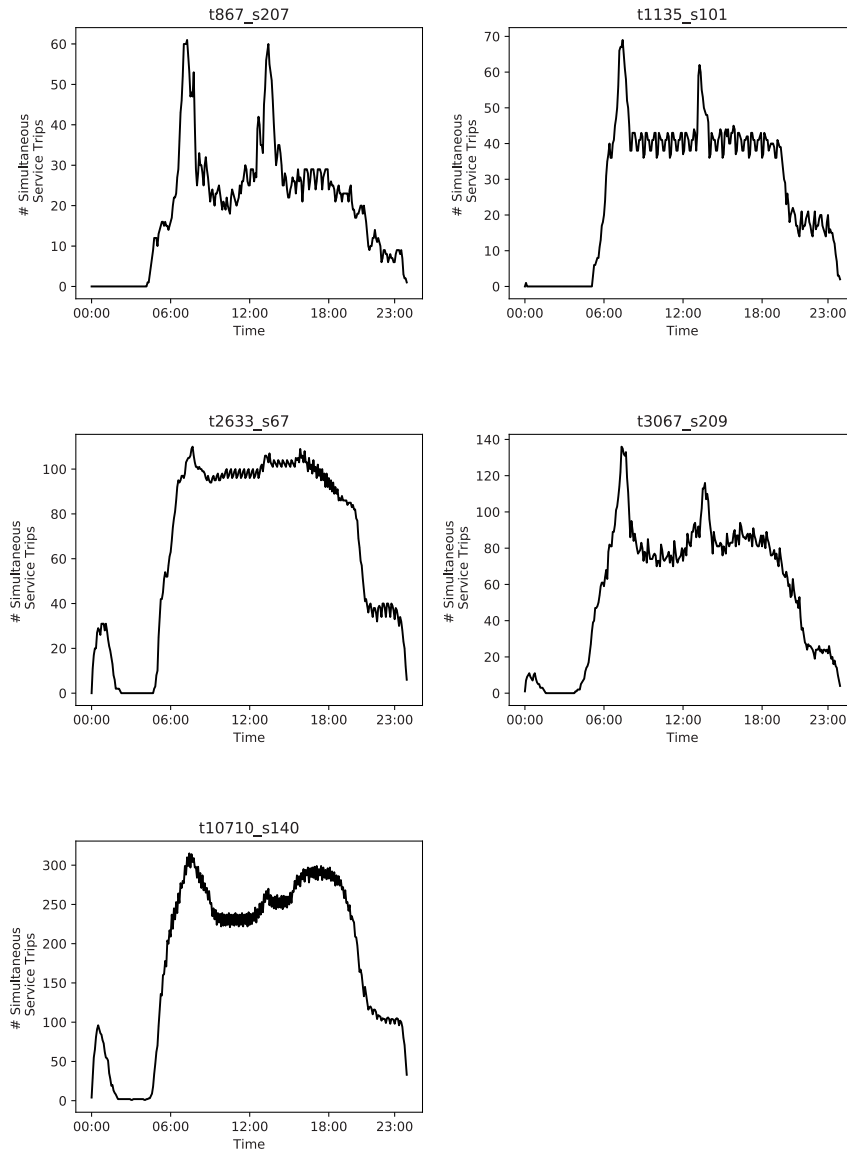 t867_s207
60
50
40
30
20
10
0
# Simultaneous
Service Trips
00:00 06:00 12:00 18:00 23:00
Time
t1135_s101
70
60
50
40
30
20
10
0
# Simultaneous
Service Trips
00:00 06:00 12:00 18:00 23:00
Time
t2633_s67
100
80
60
40
20
0
# Simultaneous
Service Trips
00:00 06:00 12:00 18:00 23:00
Time
t3067_s209
140
120
100
80
60
40
20
0
# Simultaneous
Service Trips
00:00 06:00 12:00 18:00 23:00
Time
t10710_s140
300
250
200
150
100
50
0
# Simultaneous
Service Trips
00:00 06:00 12:00 18:00 23:00
Time